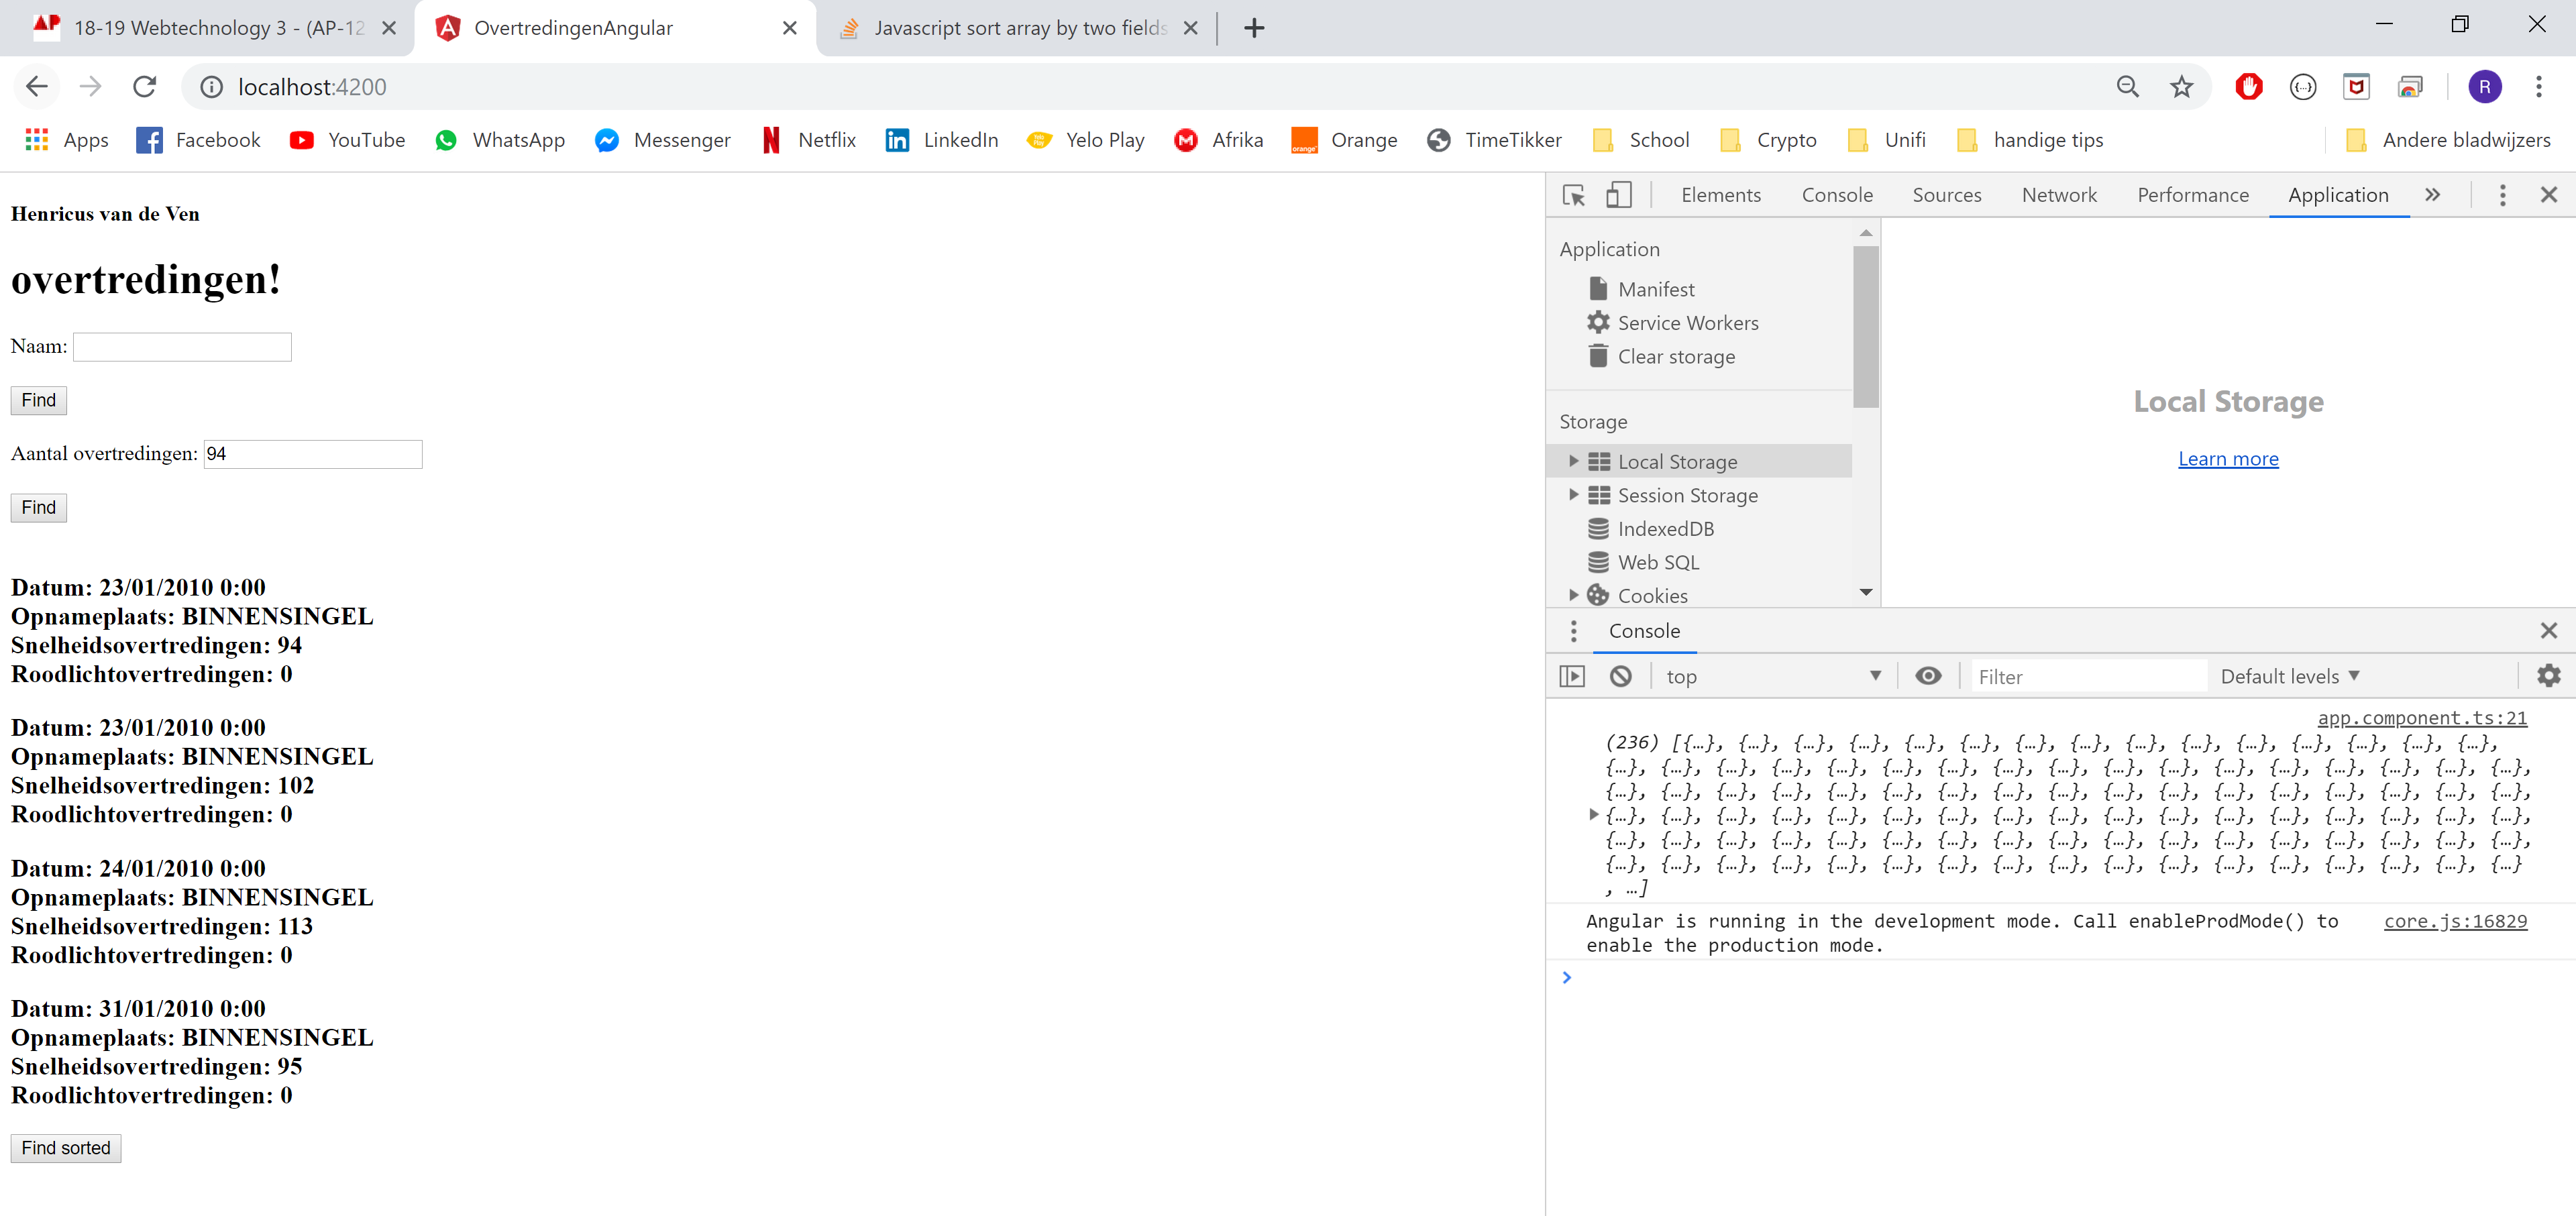 18-19 Webtechnology 3 - (AP-12
OvertredingenAngular
Javascript sort array by two fields
localhost:4200
R
Apps
Facebook
YouTube
WhatsApp
Messenger
Netflix
LinkedIn
Yelo Play
Afrika
Orange
TimeTikker
School
Crypto
Unifi
handige tips
Andere bladwijzers
Henricus van de Ven
overtredingen!
Naam:
Find
Aantal overtredingen: 94
Find
Datum: 23/01/2010 0:00
Opnameplaats: BINNENSINGEL
Snelheidsovertredingen: 94
Roodlichtovertredingen: 0
Datum: 23/01/2010 0:00
Opnameplaats: BINNENSINGEL
Snelheidsovertredingen: 102
Roodlichtovertredingen: 0
Datum: 24/01/2010 0:00
Opnameplaats: BINNENSINGEL
Snelheidsovertredingen: 113
Roodlichtovertredingen: 0
Datum: 31/01/2010 0:00
Opnameplaats: BINNENSINGEL
Snelheidsovertredingen: 95
Roodlichtovertredingen: 0
Find sorted
Elements
Console
Sources
Network
Performance
Application
Application
Manifest
Service Workers
Clear storage
Storage
Local Storage
Session Storage
IndexedDB
Web SQL
Cookies
Local Storage
Learn more
Console
top
Filter
Default levels
app.component.ts:21
(236) [{…}, {…}, {…}, {…}, {…}, {…}, {…}, {…}, {…}, {…}, {…}, {…}, {…}, {…}, {…},
{…}, {…}, {…}, {…}, {…}, {…}, {…}, {…}, {…}, {…}, {…}, {…}, {…}, {…}, {…}, {…}, {…},
{…}, {…}, {…}, {…}, {…}, {…}, {…}, {…}, {…}, {…}, {…}, {…}, {…}, {…}, {…}, {…}, {…},
{…}, {…}, {…}, {…}, {…}, {…}, {…}, {…}, {…}, {…}, {…}, {…}, {…}, {…}, {…}, {…}, {…},
{…}, {…}, {…}, {…}, {…}, {…}, {…}, {…}, {…}, {…}, {…}, {…}, {…}, {…}, {…}, {…}, {…},
{…}, {…}, {…}, {…}, {…}, {…}, {…}, {…}, {…}, {…}, {…}, {…}, {…}, {…}, {…}, {…}, {…}
, …]
Angular is running in the development mode. Call enableProdMode() to core.js:16829
enable the production mode.